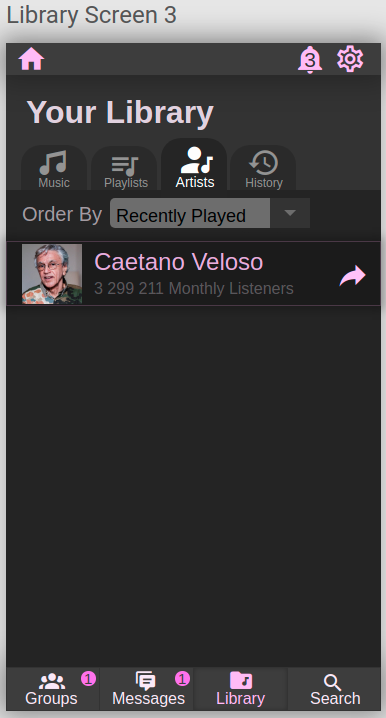 Library Screen 3
3
Your Library
Music
Playlists
Artists
History
Order By
Recently Played
Caetano Veloso
3 299 211 Monthly Listeners
1
1
Groups
Messages
Library
Search